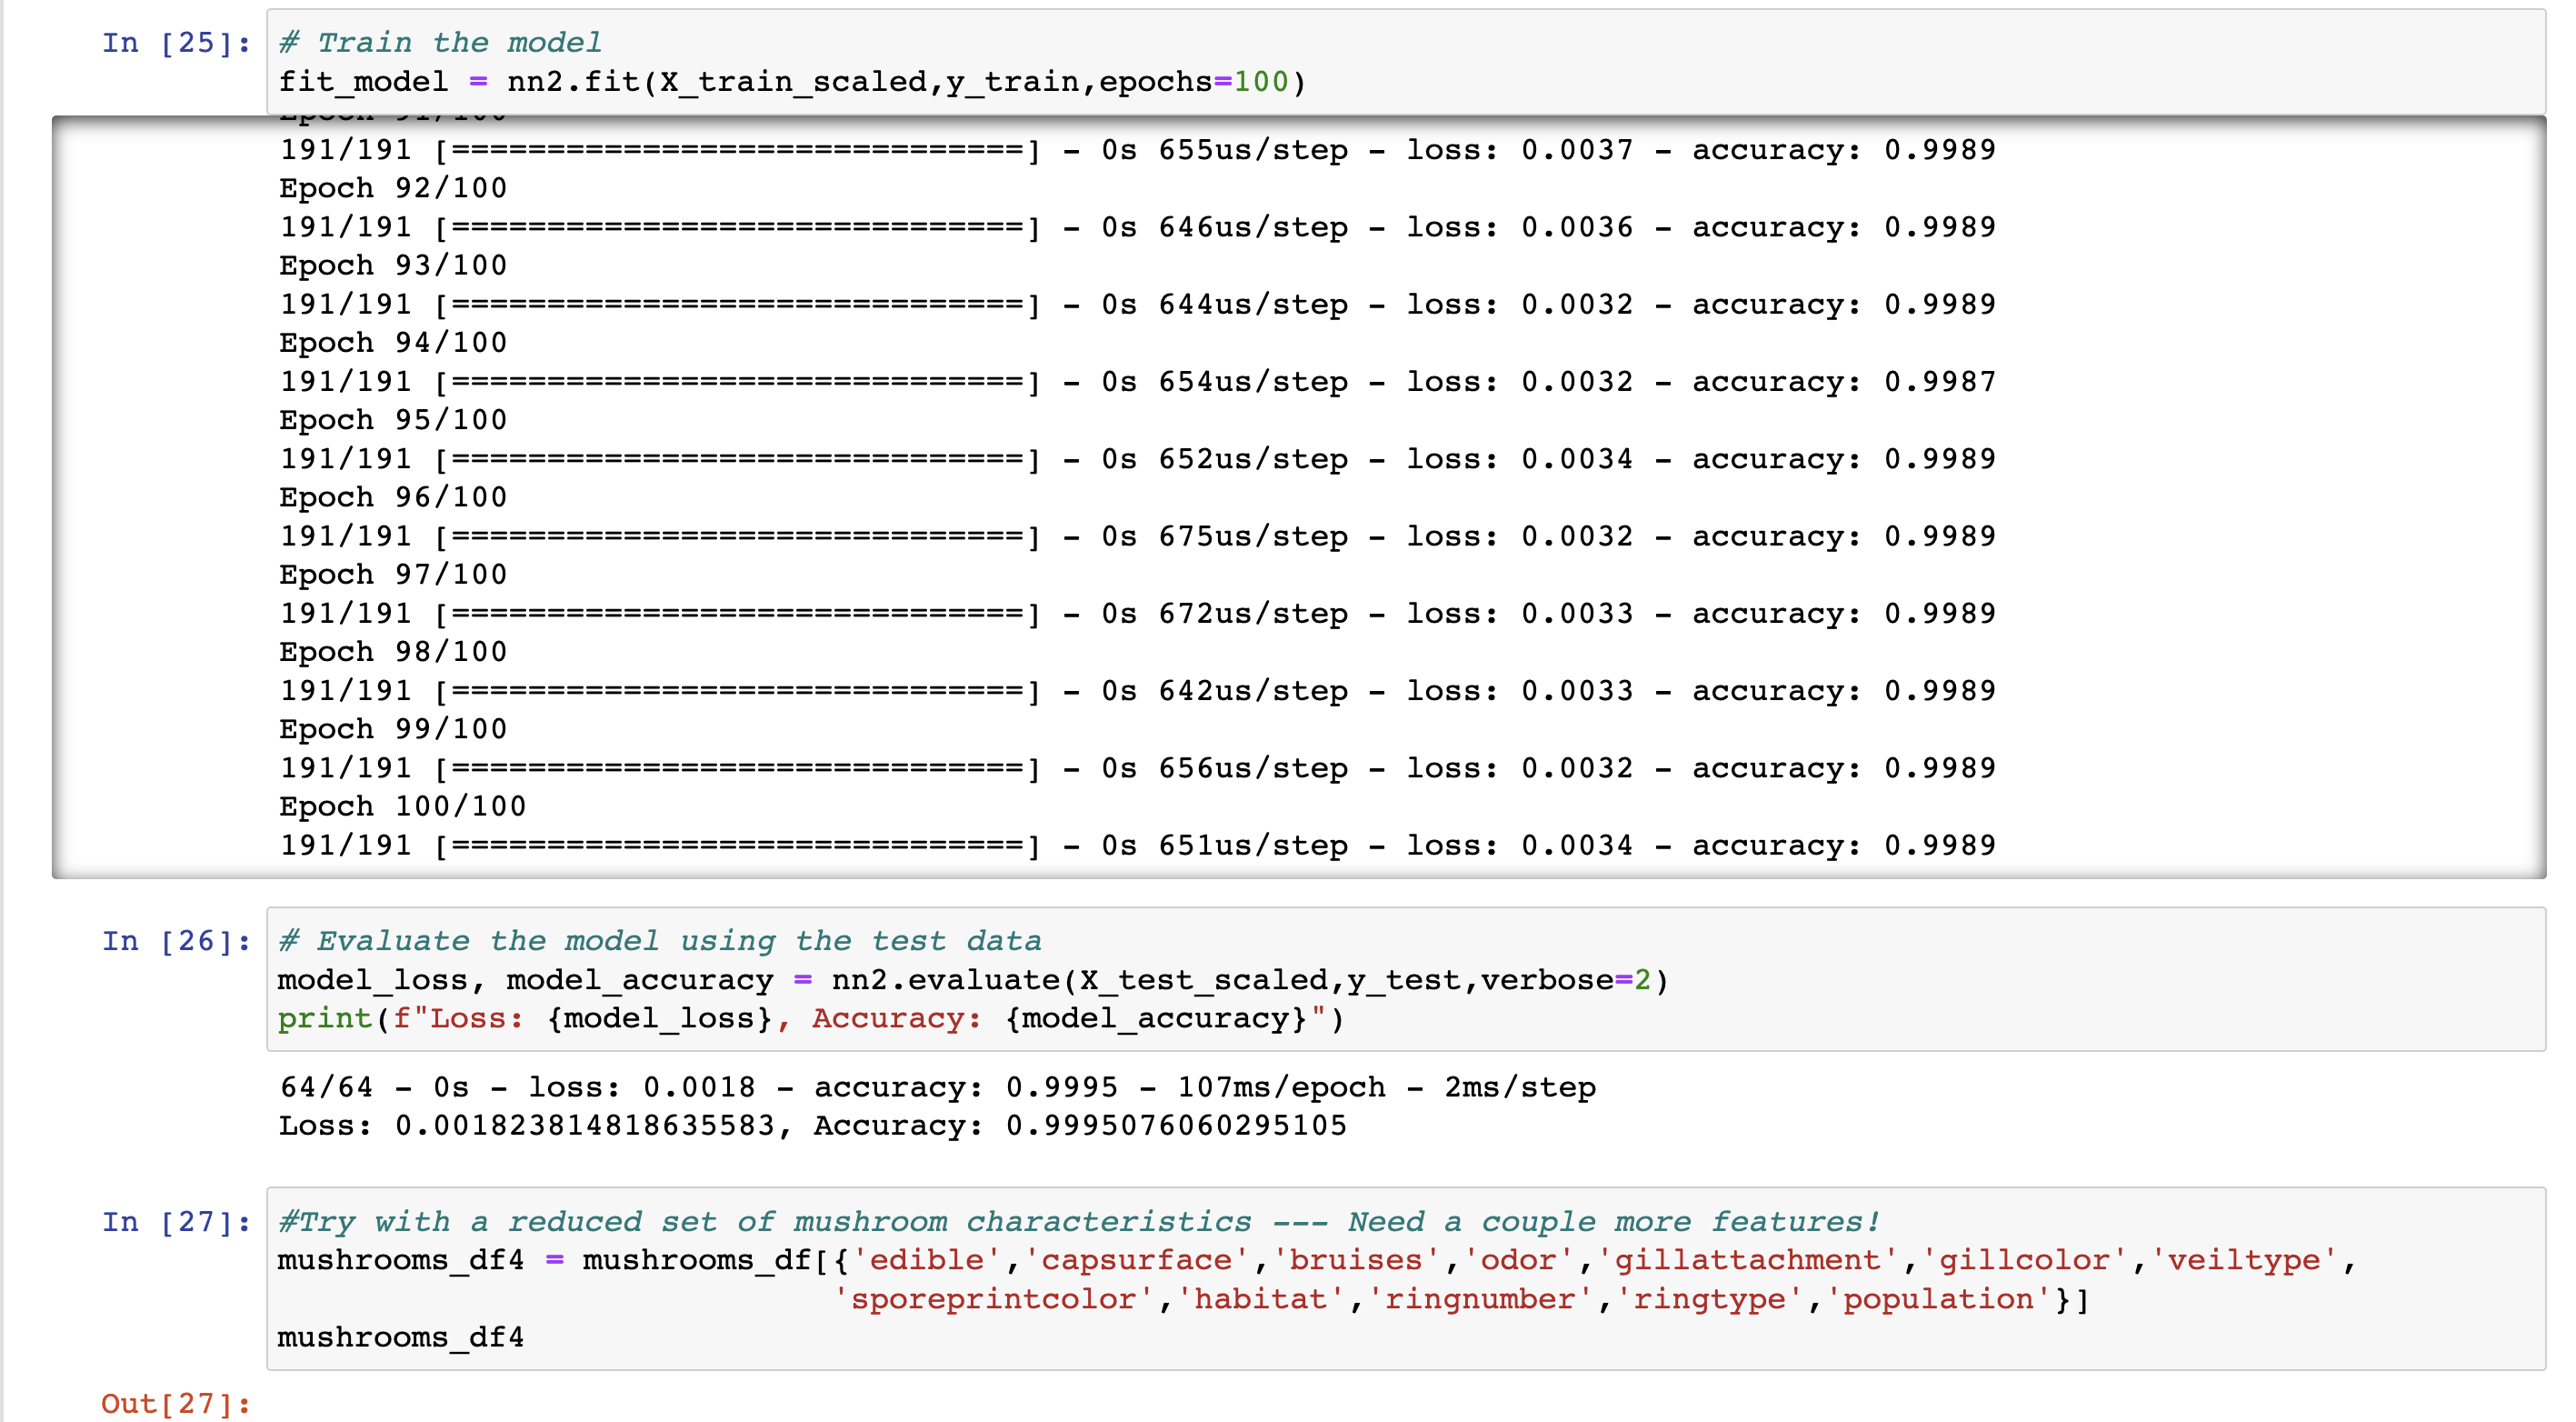 In [25]: # Train the model
fit_model = nn2.fit(X_train_scaled,y_train,epochs=100)
Epoch 91/100
191/191 [==============================] - 0s 655us/step - loss: 0.0037 - accuracy: 0.9989
Epoch 92/100
191/191 [==============================] - 0s 646us/step - loss: 0.0036 - accuracy: 0.9989
Epoch 93/100
191/191 [==============================] - 0s 644us/step - loss: 0.0032 - accuracy: 0.9989
Epoch 94/100
191/191 [==============================] - 0s 654us/step - loss: 0.0032 - accuracy: 0.9987
Epoch 95/100
191/191 [==============================] - 0s 652us/step - loss: 0.0034 - accuracy: 0.9989
Epoch 96/100
191/191 [==============================] - 0s 675us/step - loss: 0.0032 - accuracy: 0.9989
Epoch 97/100
191/191 [==============================] - 0s 672us/step - loss: 0.0033 - accuracy: 0.9989
Epoch 98/100
191/191 [==============================] - 0s 642us/step - loss: 0.0033 - accuracy: 0.9989
Epoch 99/100
191/191 [==============================] - 0s 656us/step - loss: 0.0032 - accuracy: 0.9989
Epoch 100/100
191/191 [==============================] - 0s 651us/step - loss: 0.0034 - accuracy: 0.9989
In [26]: # Evaluate the model using the test data
model_loss, model_accuracy = nn2.evaluate(X_test_scaled,y_test,verbose=2)
print(f"Loss: {model_loss}, Accuracy: {model_accuracy}")
64/64 - 0s - loss: 0.0018 - accuracy: 0.9995 - 107ms/epoch - 2ms/step
Loss: 0.001823814818635583, Accuracy: 0.9995076060295105
In [27]: #Try with a reduced set of mushroom characteristics --- Need a couple more features!
mushrooms_df4 = mushrooms_df[{'edible','capsurface','bruises','odor','gillattachment','gillcolor','veiltype',
'sporeprintcolor','habitat','ringnumber','ringtype','population'}]
mushrooms_df4
Out[27]: